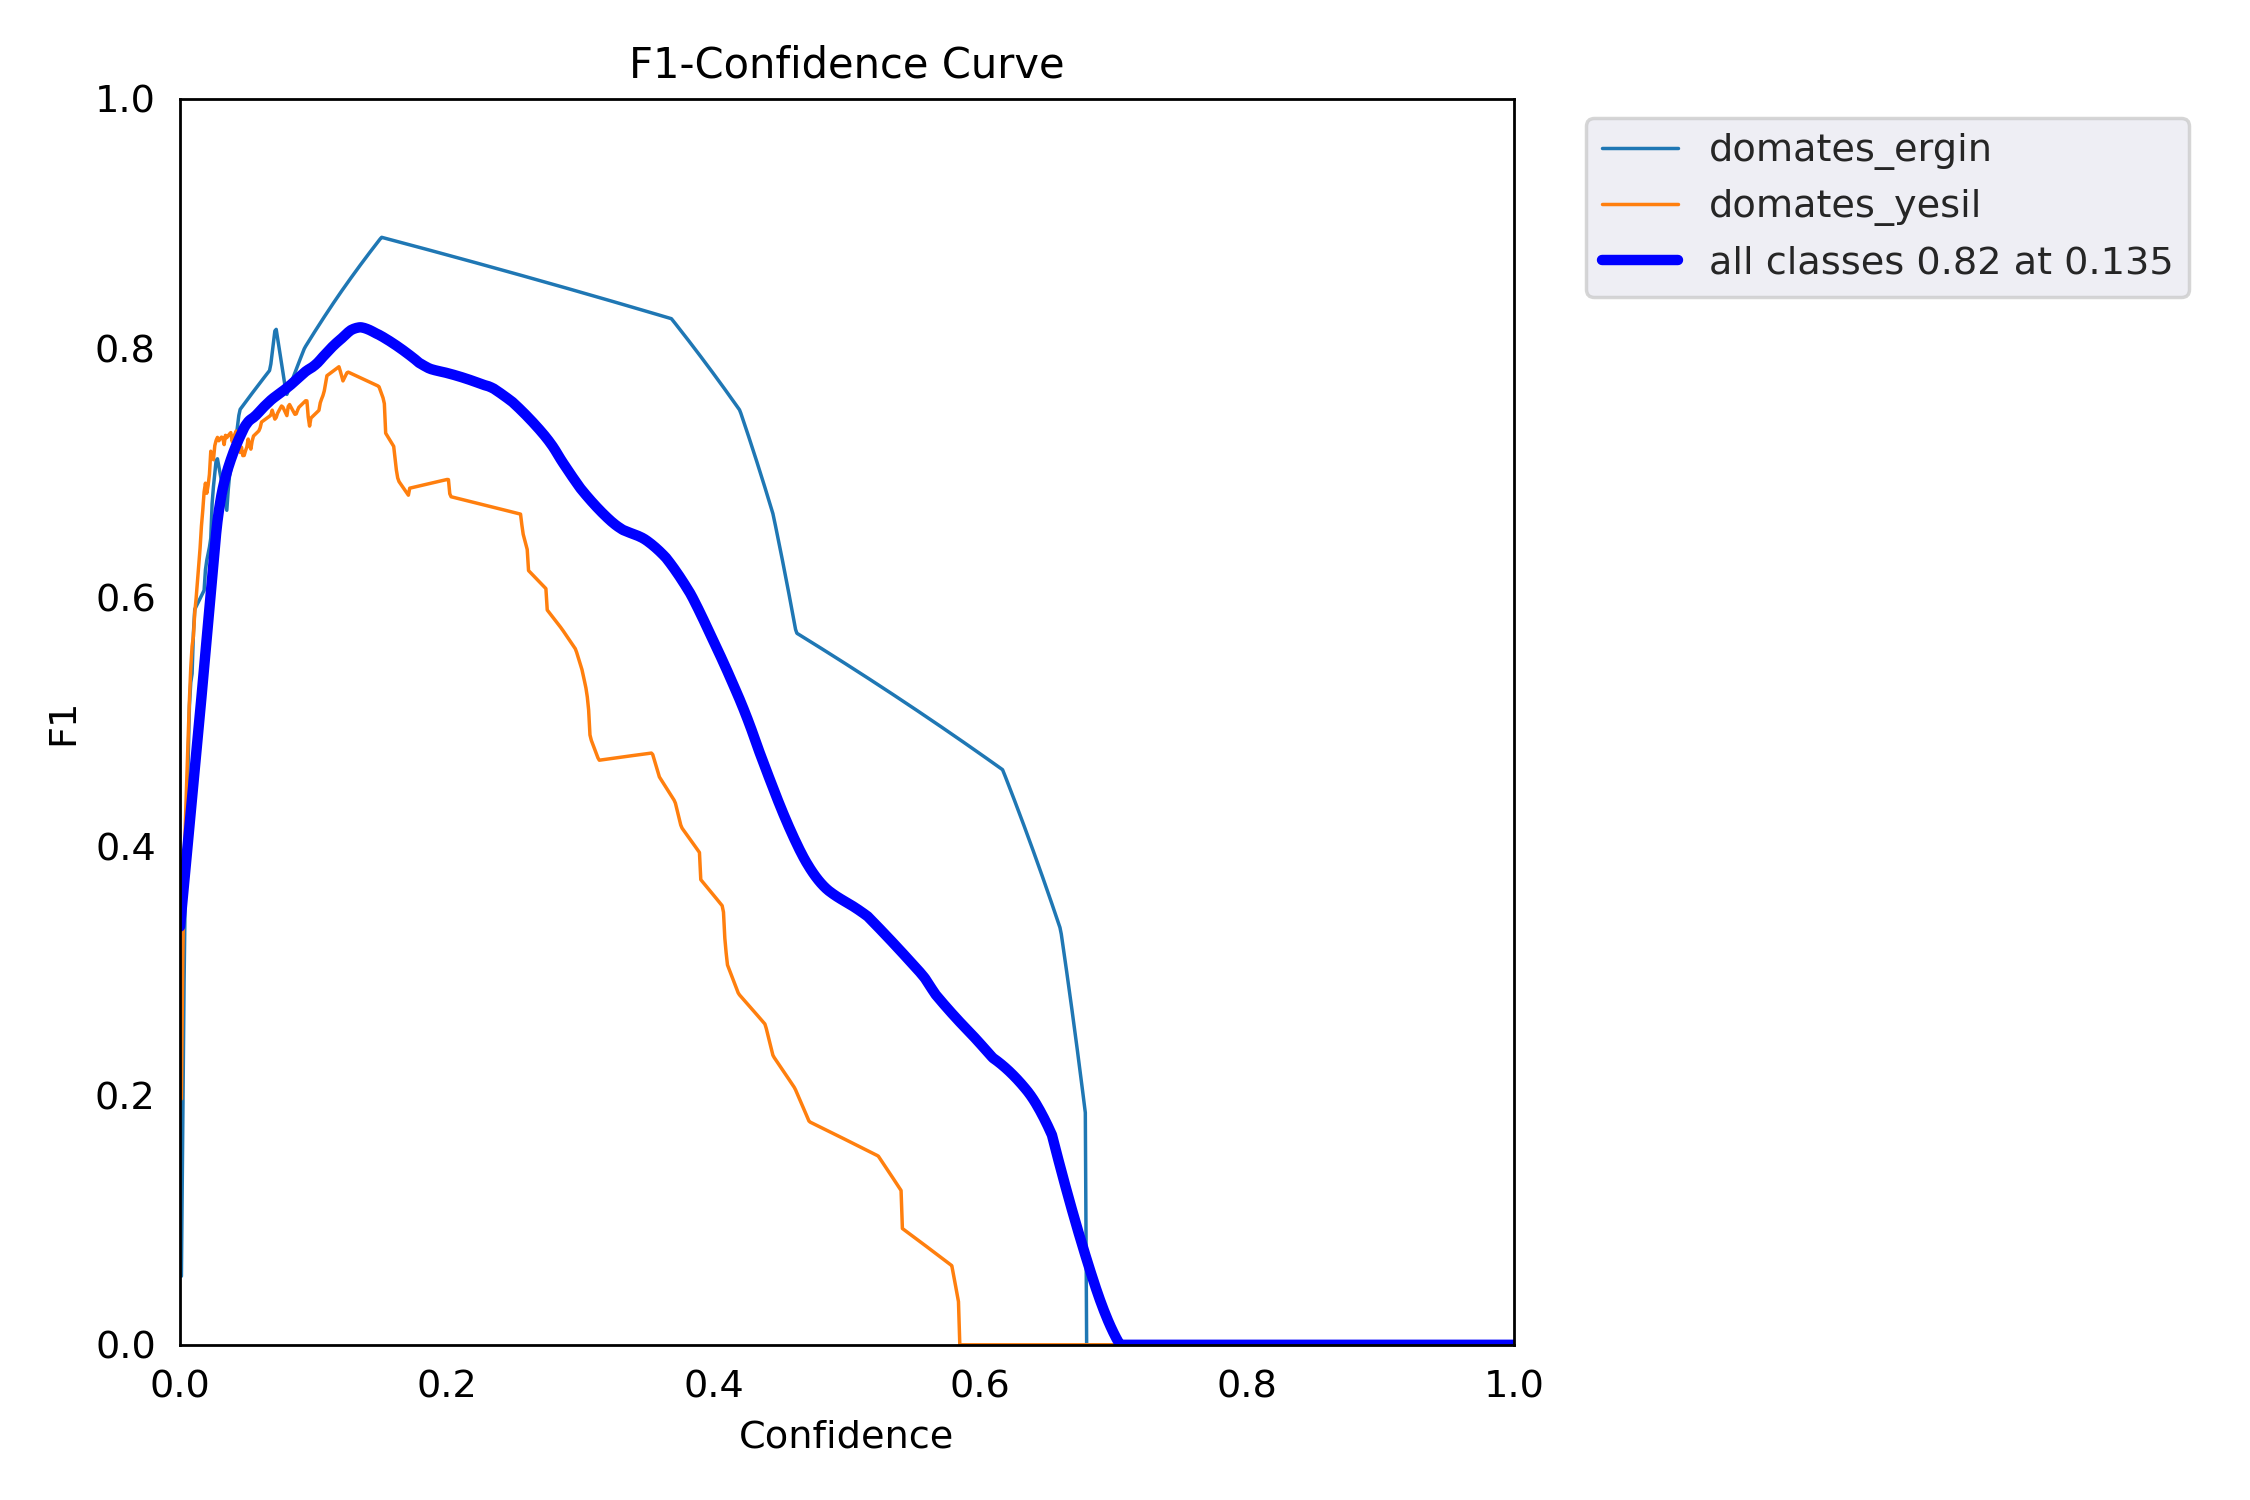 F1-Confidence Curve
1.0
0.8
0.6
0.4
0.2
0.0
F1
0.0 0.2 0.4 0.6 0.8 1.0
Confidence
domates_ergin
domates_yesil
all classes 0.82 at 0.135